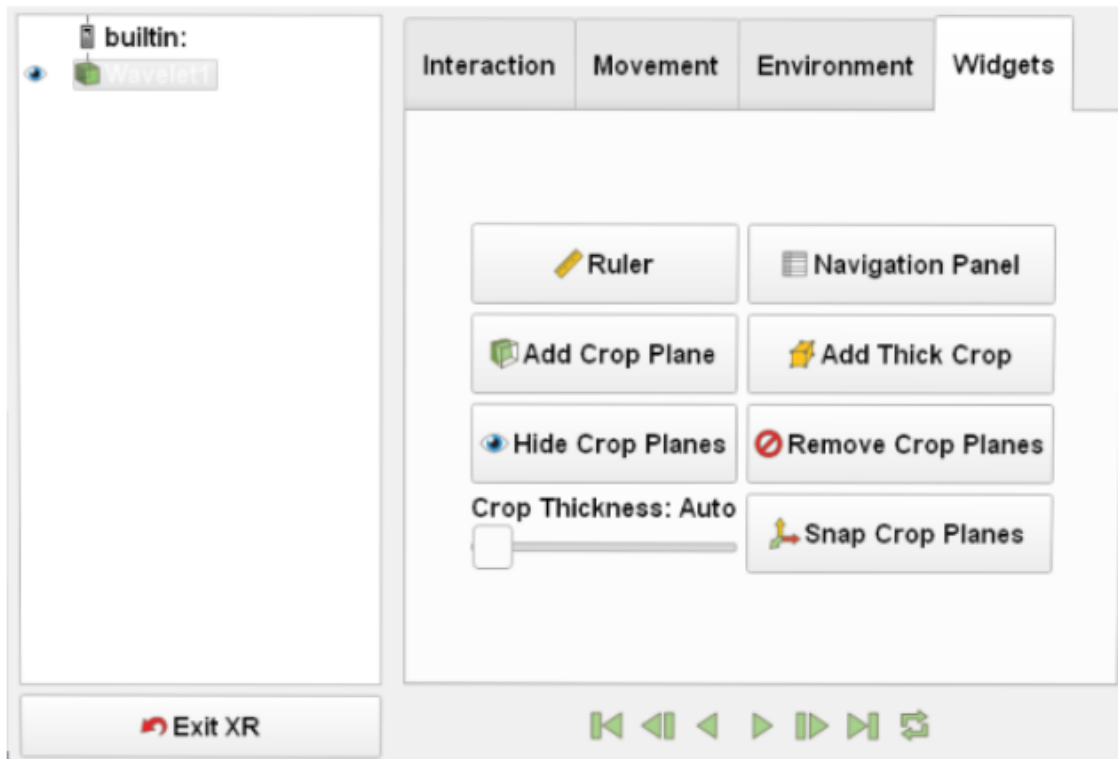 builtin:
Wavelet1
Interaction
Movement
Environment
Widgets
Ruler
Navigation Panel
Add Crop Plane
Add Thick Crop
Hide Crop Planes
Remove Crop Planes
Crop Thickness: Auto
Snap Crop Planes
Exit XR